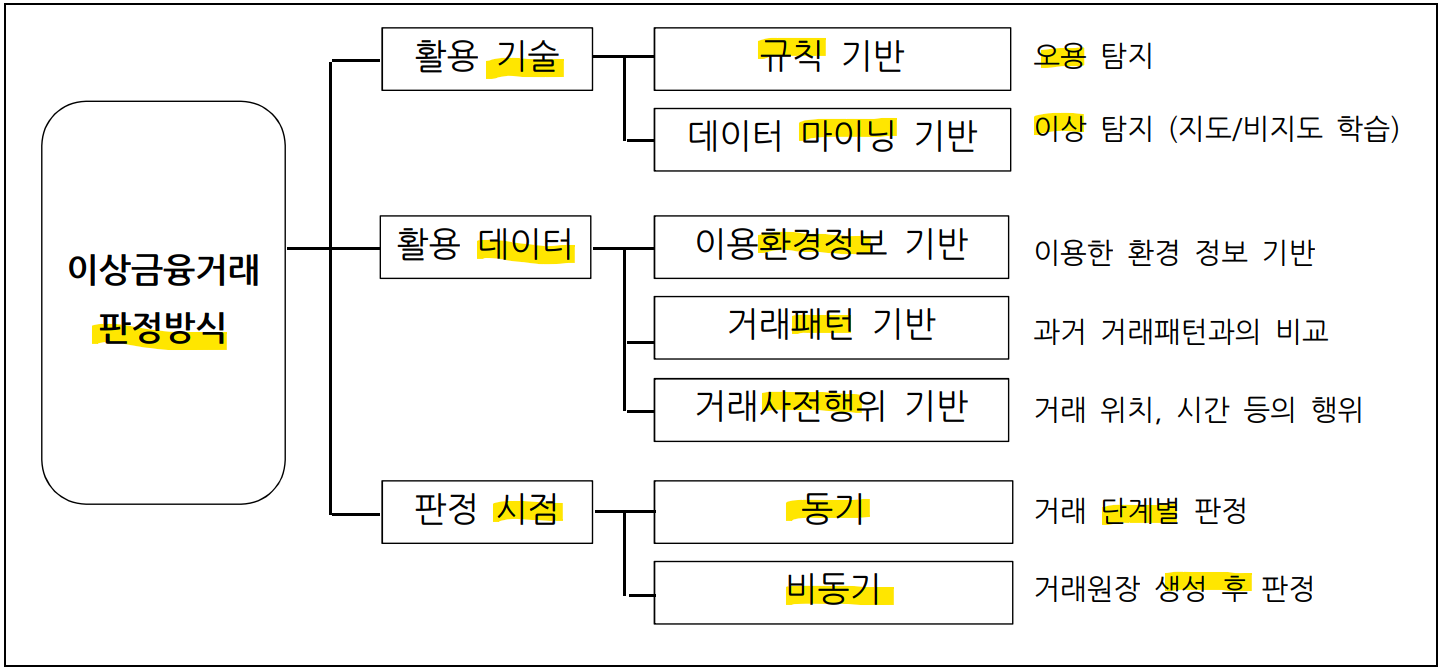 이상금융거래
판정방식
활용 기술
규칙 기반
오용 탐지
데이터 마이닝 기반
이상 탐지 (지도/비지도 학습)
활용 데이터
이용환경정보 기반
이용한 환경 정보 기반
거래패턴 기반
과거 거래패턴과의 비교
거래사전행위 기반
거래 위치, 시간 등의 행위
판정 시점
동기
거래 단계별 판정
비동기
거래원장 생성 후 판정